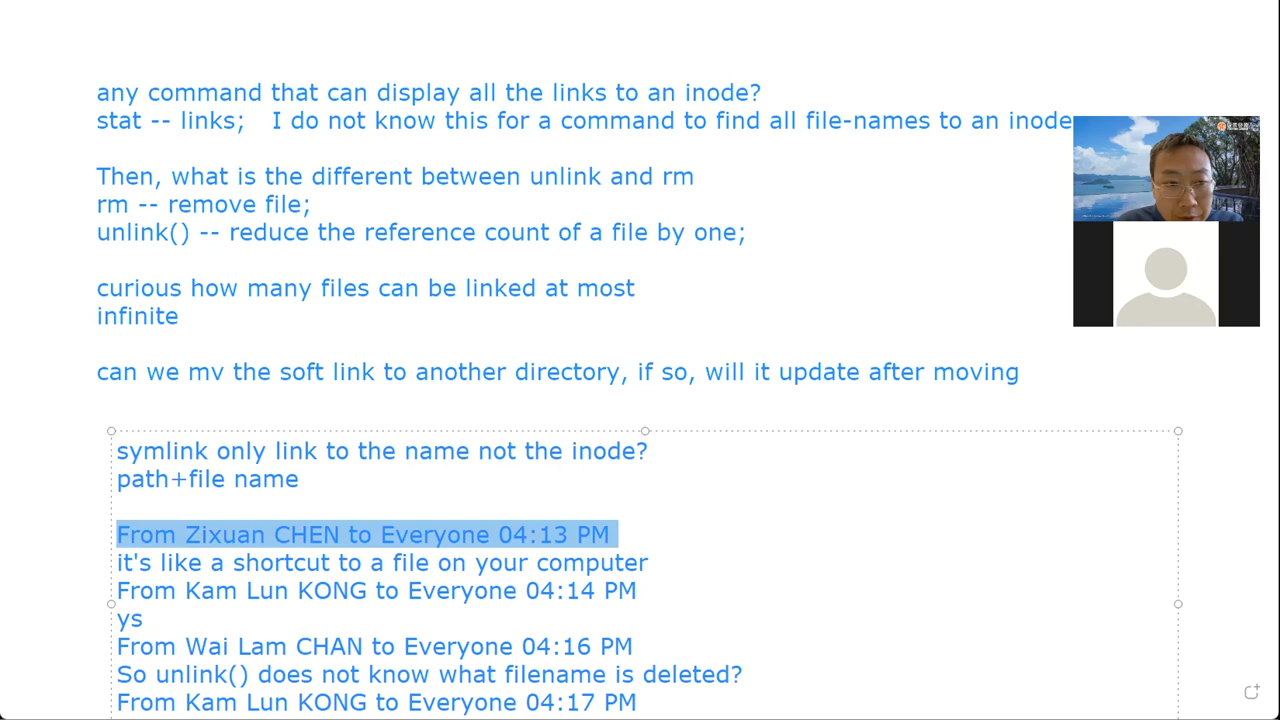 any command that can display all the links to an inode?
stat -- links;   I do not know this for a command to find all file-names to an inode
Then, what is the different between unlink and rm
rm -- remove file;
unlink() -- reduce the reference count of a file by one;
curious how many files can be linked at most
infinite
can we mv the soft link to another directory, if so, will it update after moving
symlink only link to the name not the inode?
path+file name
From Zixuan CHEN to Everyone 04:13 PM
it's like a shortcut to a file on your computer
From Kam Lun KONG to Everyone 04:14 PM
ys
From Wai Lam CHAN to Everyone 04:16 PM
So unlink() does not know what filename is deleted?
From Kam Lun KONG to Everyone 04:17 PM